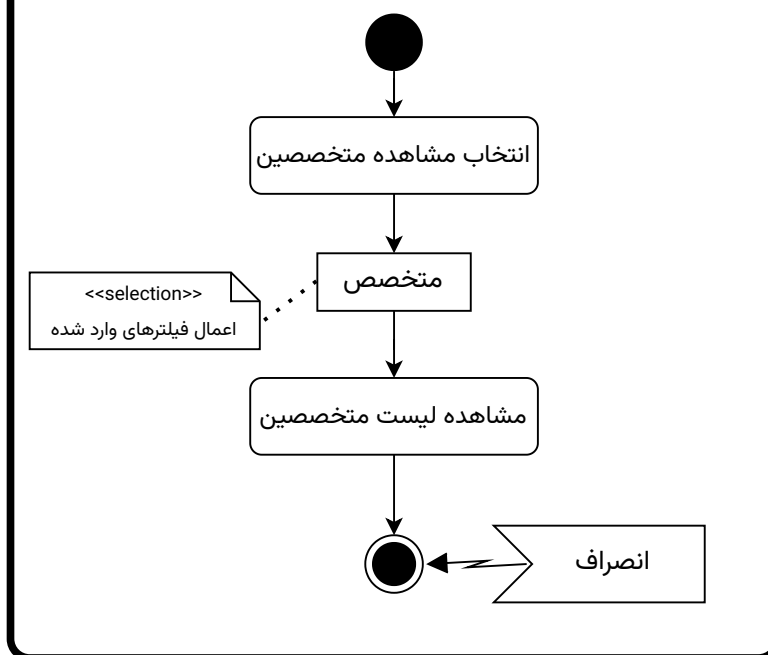 انتخاب مشاهده متخصصین
متخصص
<<selection>>
اعمال فیلترهای وارد شده
مشاهده لیست متخصصین
انصراف